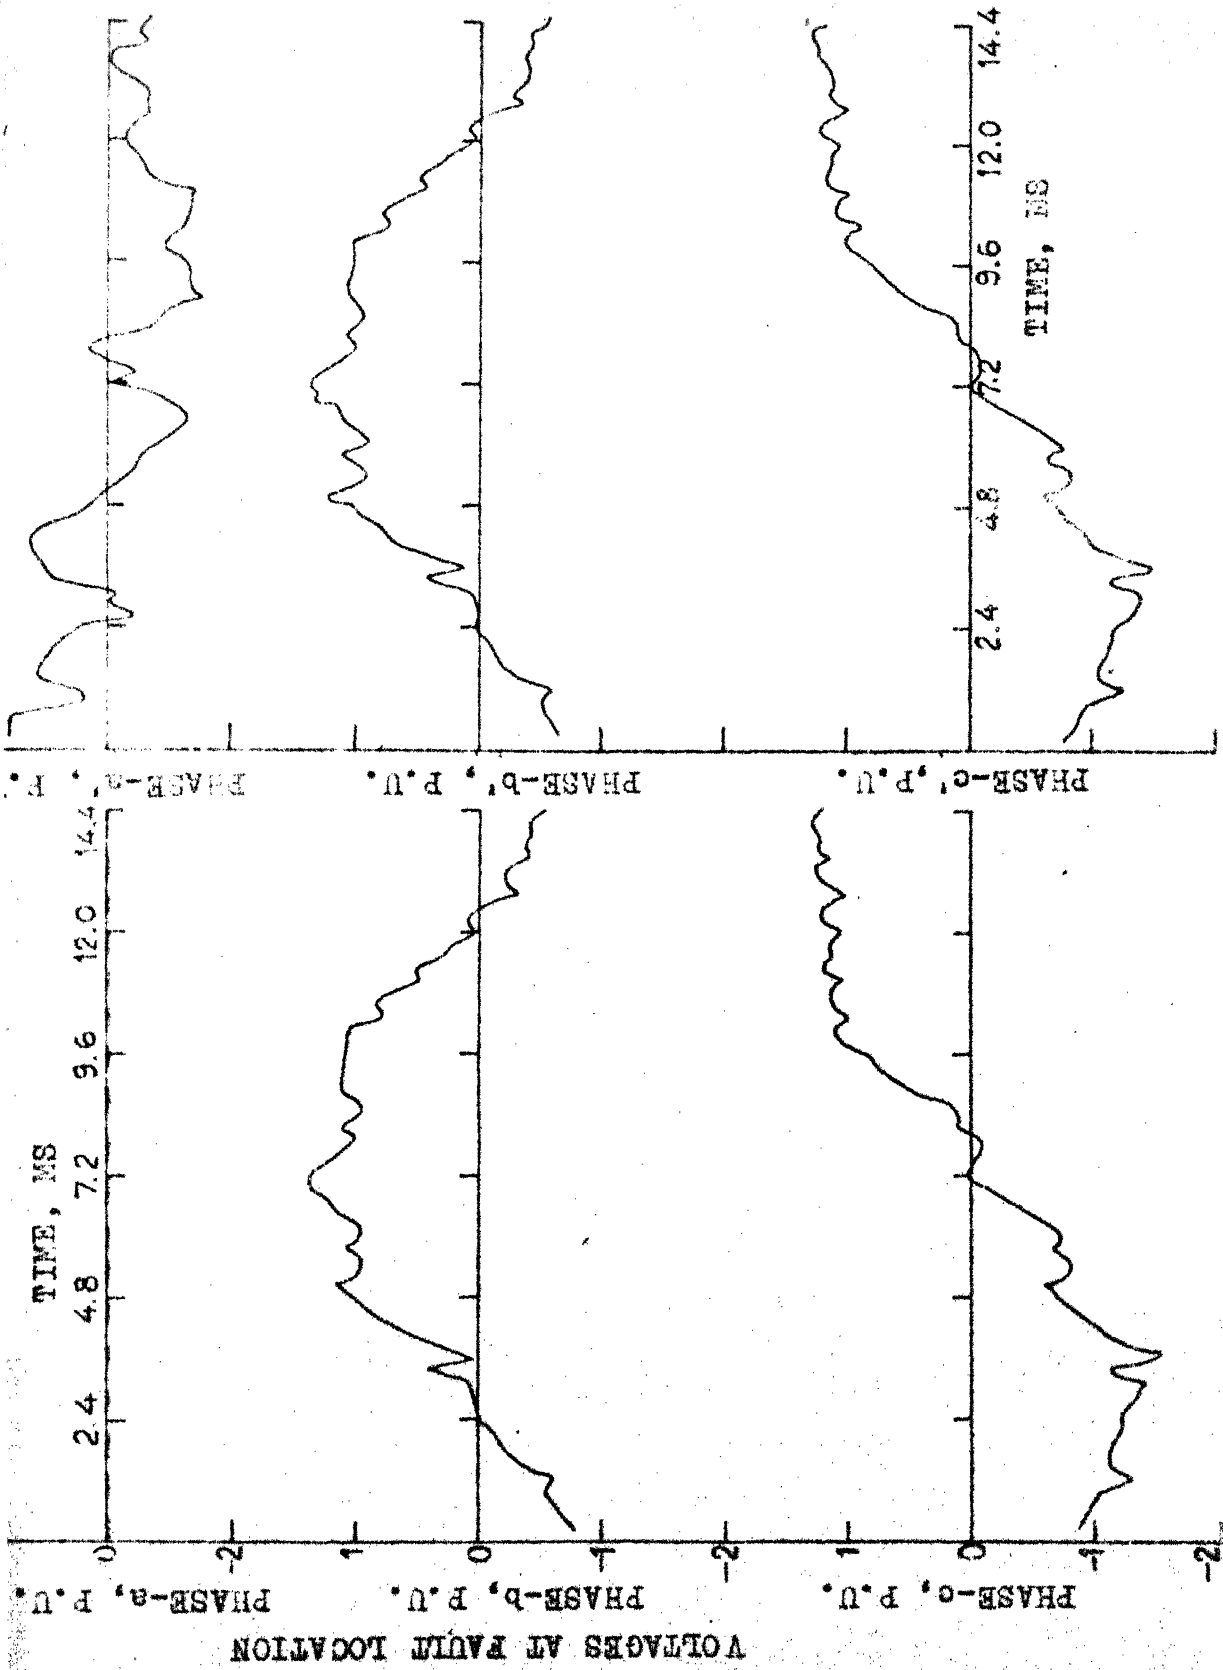 VOLTAGES AT FAULT LOCATION
PHASE-a, P.U.
0
-2
PHASE-b, P.U.
1
0
-1
-2
PHASE-c, P.U.
1
0
-1
-2
TIME, MS
2.4 4.8 7.2 9.6 12.0 14.4
PHASE-a', P.
PHASE-b', P.U.
PHASE-c', P.U.
2.4 4.8 7.2 9.6 12.0 14.4
TIME, MS